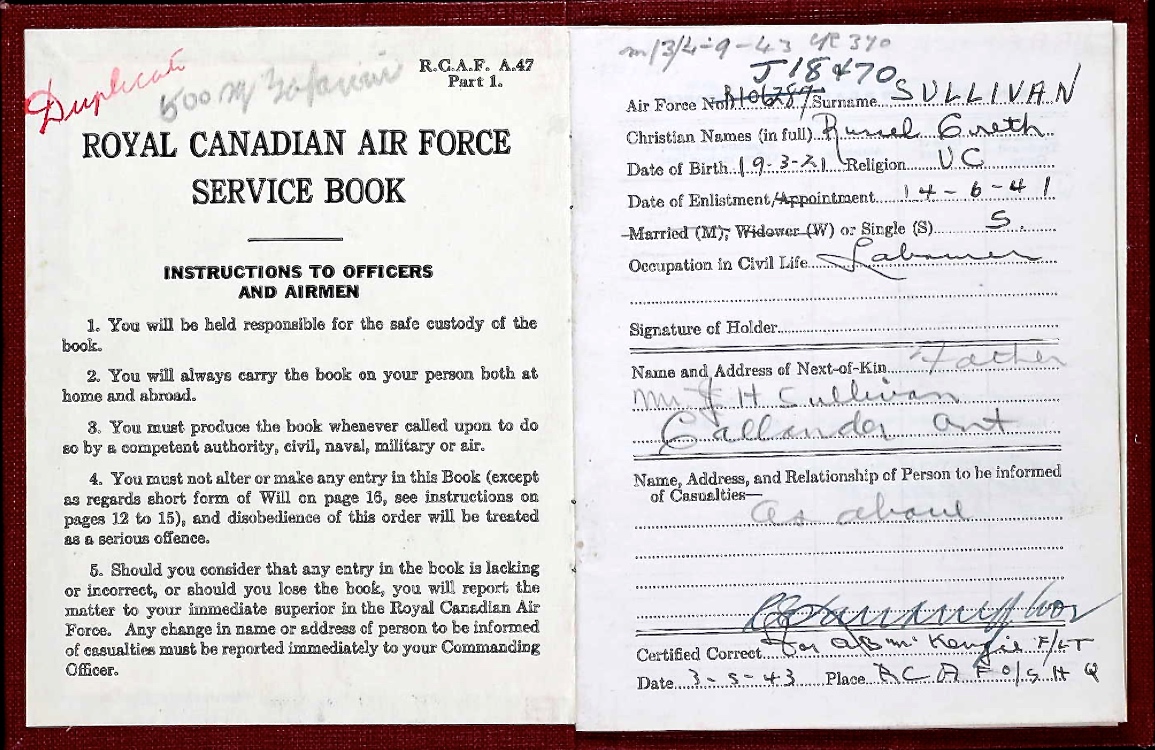 Duplicate
R.C.A.F. A.47
Part 1.
ROYAL CANADIAN AIR FORCE
SERVICE BOOK
INSTRUCTIONS TO OFFICERS
AND AIRMEN
1. You will be held responsible for the safe custody of the
book.
2. You will always carry the book on your person both at
home and abroad.
3. You must produce the book whenever called upon to do
so by a competent authority, civil, naval, military or air.
4. You must not alter or make any entry in this Book (except
as regards short form of Will on page 16, see instructions on
pages 12 to 15), and disobedience of this order will be treated
as a serious offence.
5. Should you consider that any entry in the book is lacking
or incorrect, or should you lose the book, you will report the
matter to your immediate superior in the Royal Canadian Air
Force. Any change in name or address of person to be informed
of casualties must be reported immediately to your Commanding
Officer.
J18470
Air Force No. R106789 Surname SULLIVAN
Christian Names (in full) Russel Greth
Date of Birth 19-3-21 Religion UC
Date of Enlistment/Appointment 14-6-41
Married (M), Widower (W) or Single (S) S.
Occupation in Civil Life Labourer
Signature of Holder
Name and Address of Next-of-Kin Father
Mr J H Sullivan
Callander Ont
Name, Address, and Relationship of Person to be informed
of Casualties—
as above
Certified Correct for McKenzie F/LT
Date 3-5-43 Place RCAF O/S H Q